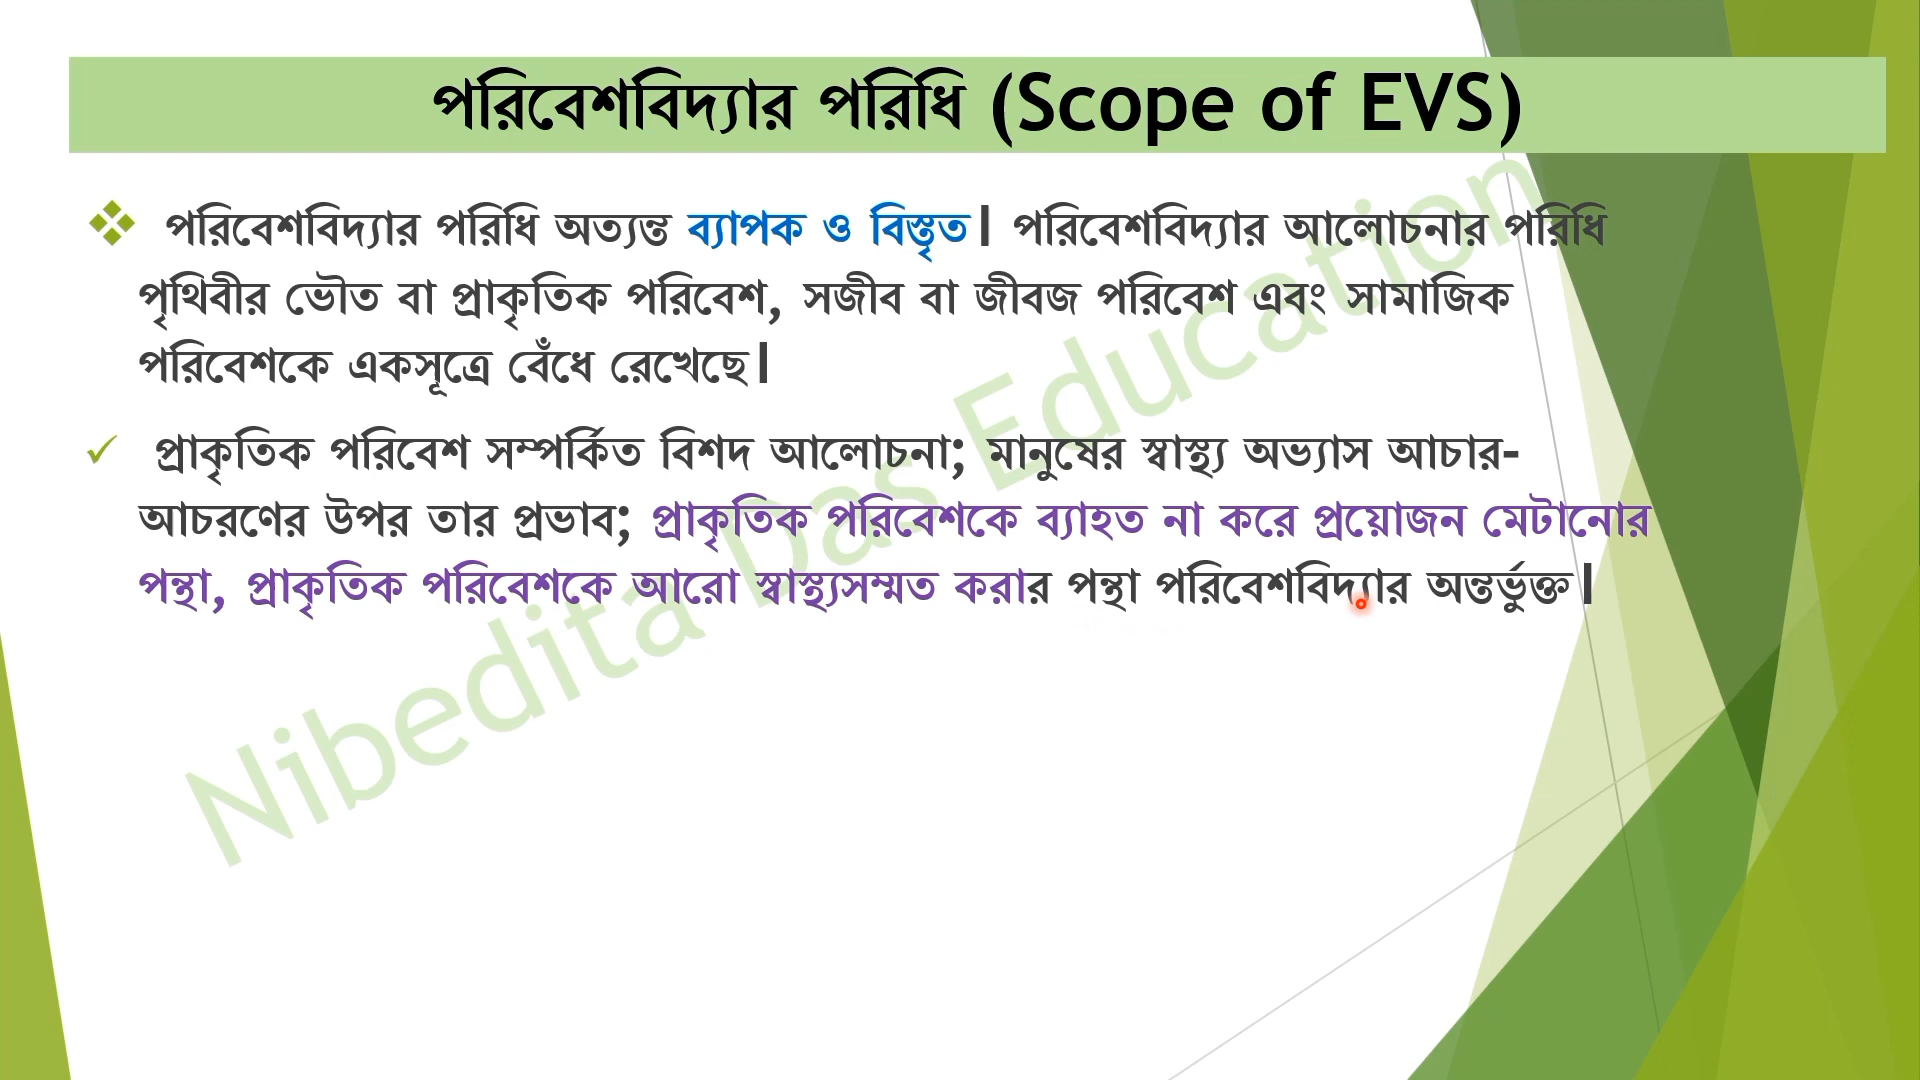 পরিবেশবিদ্যার পরিধি (Scope of EVS)
পরিবেশবিদ্যার পরিধি অত্যন্ত ব্যাপক ও বিস্তৃত। পরিবেশবিদ্যার আলোচনার পরিধি
পৃথিবীর ভৌত বা প্রাকৃতিক পরিবেশ, সজীব বা জীবজ পরিবেশ এবং সামাজিক
পরিবেশকে একসূত্রে বেঁধে রেখেছে।
প্রাকৃতিক পরিবেশ সম্পর্কিত বিশদ আলোচনা; মানুষের স্বাস্থ্য অভ্যাস আচার-
আচরণের উপর তার প্রভাব; প্রাকৃতিক পরিবেশকে ব্যাহত না করে প্রয়োজন মেটানোর
পন্থা, প্রাকৃতিক পরিবেশকে আরো স্বাস্থ্যসম্মত করার পন্থা পরিবেশবিদ্যার অন্তর্ভুক্ত।
Nibedita Das Education